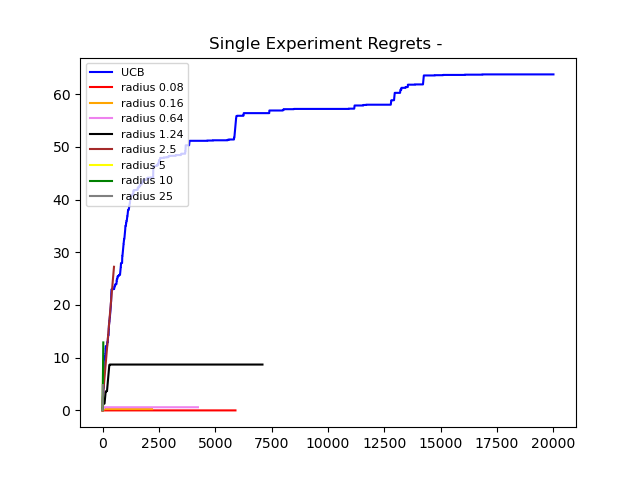 Single Experiment Regrets -
UCB
radius 0.08
radius 0.16
radius 0.64
radius 1.24
radius 2.5
radius 5
radius 10
radius 25
60
50
40
30
20
10
0
0 2500 5000 7500 10000 12500 15000 17500 20000